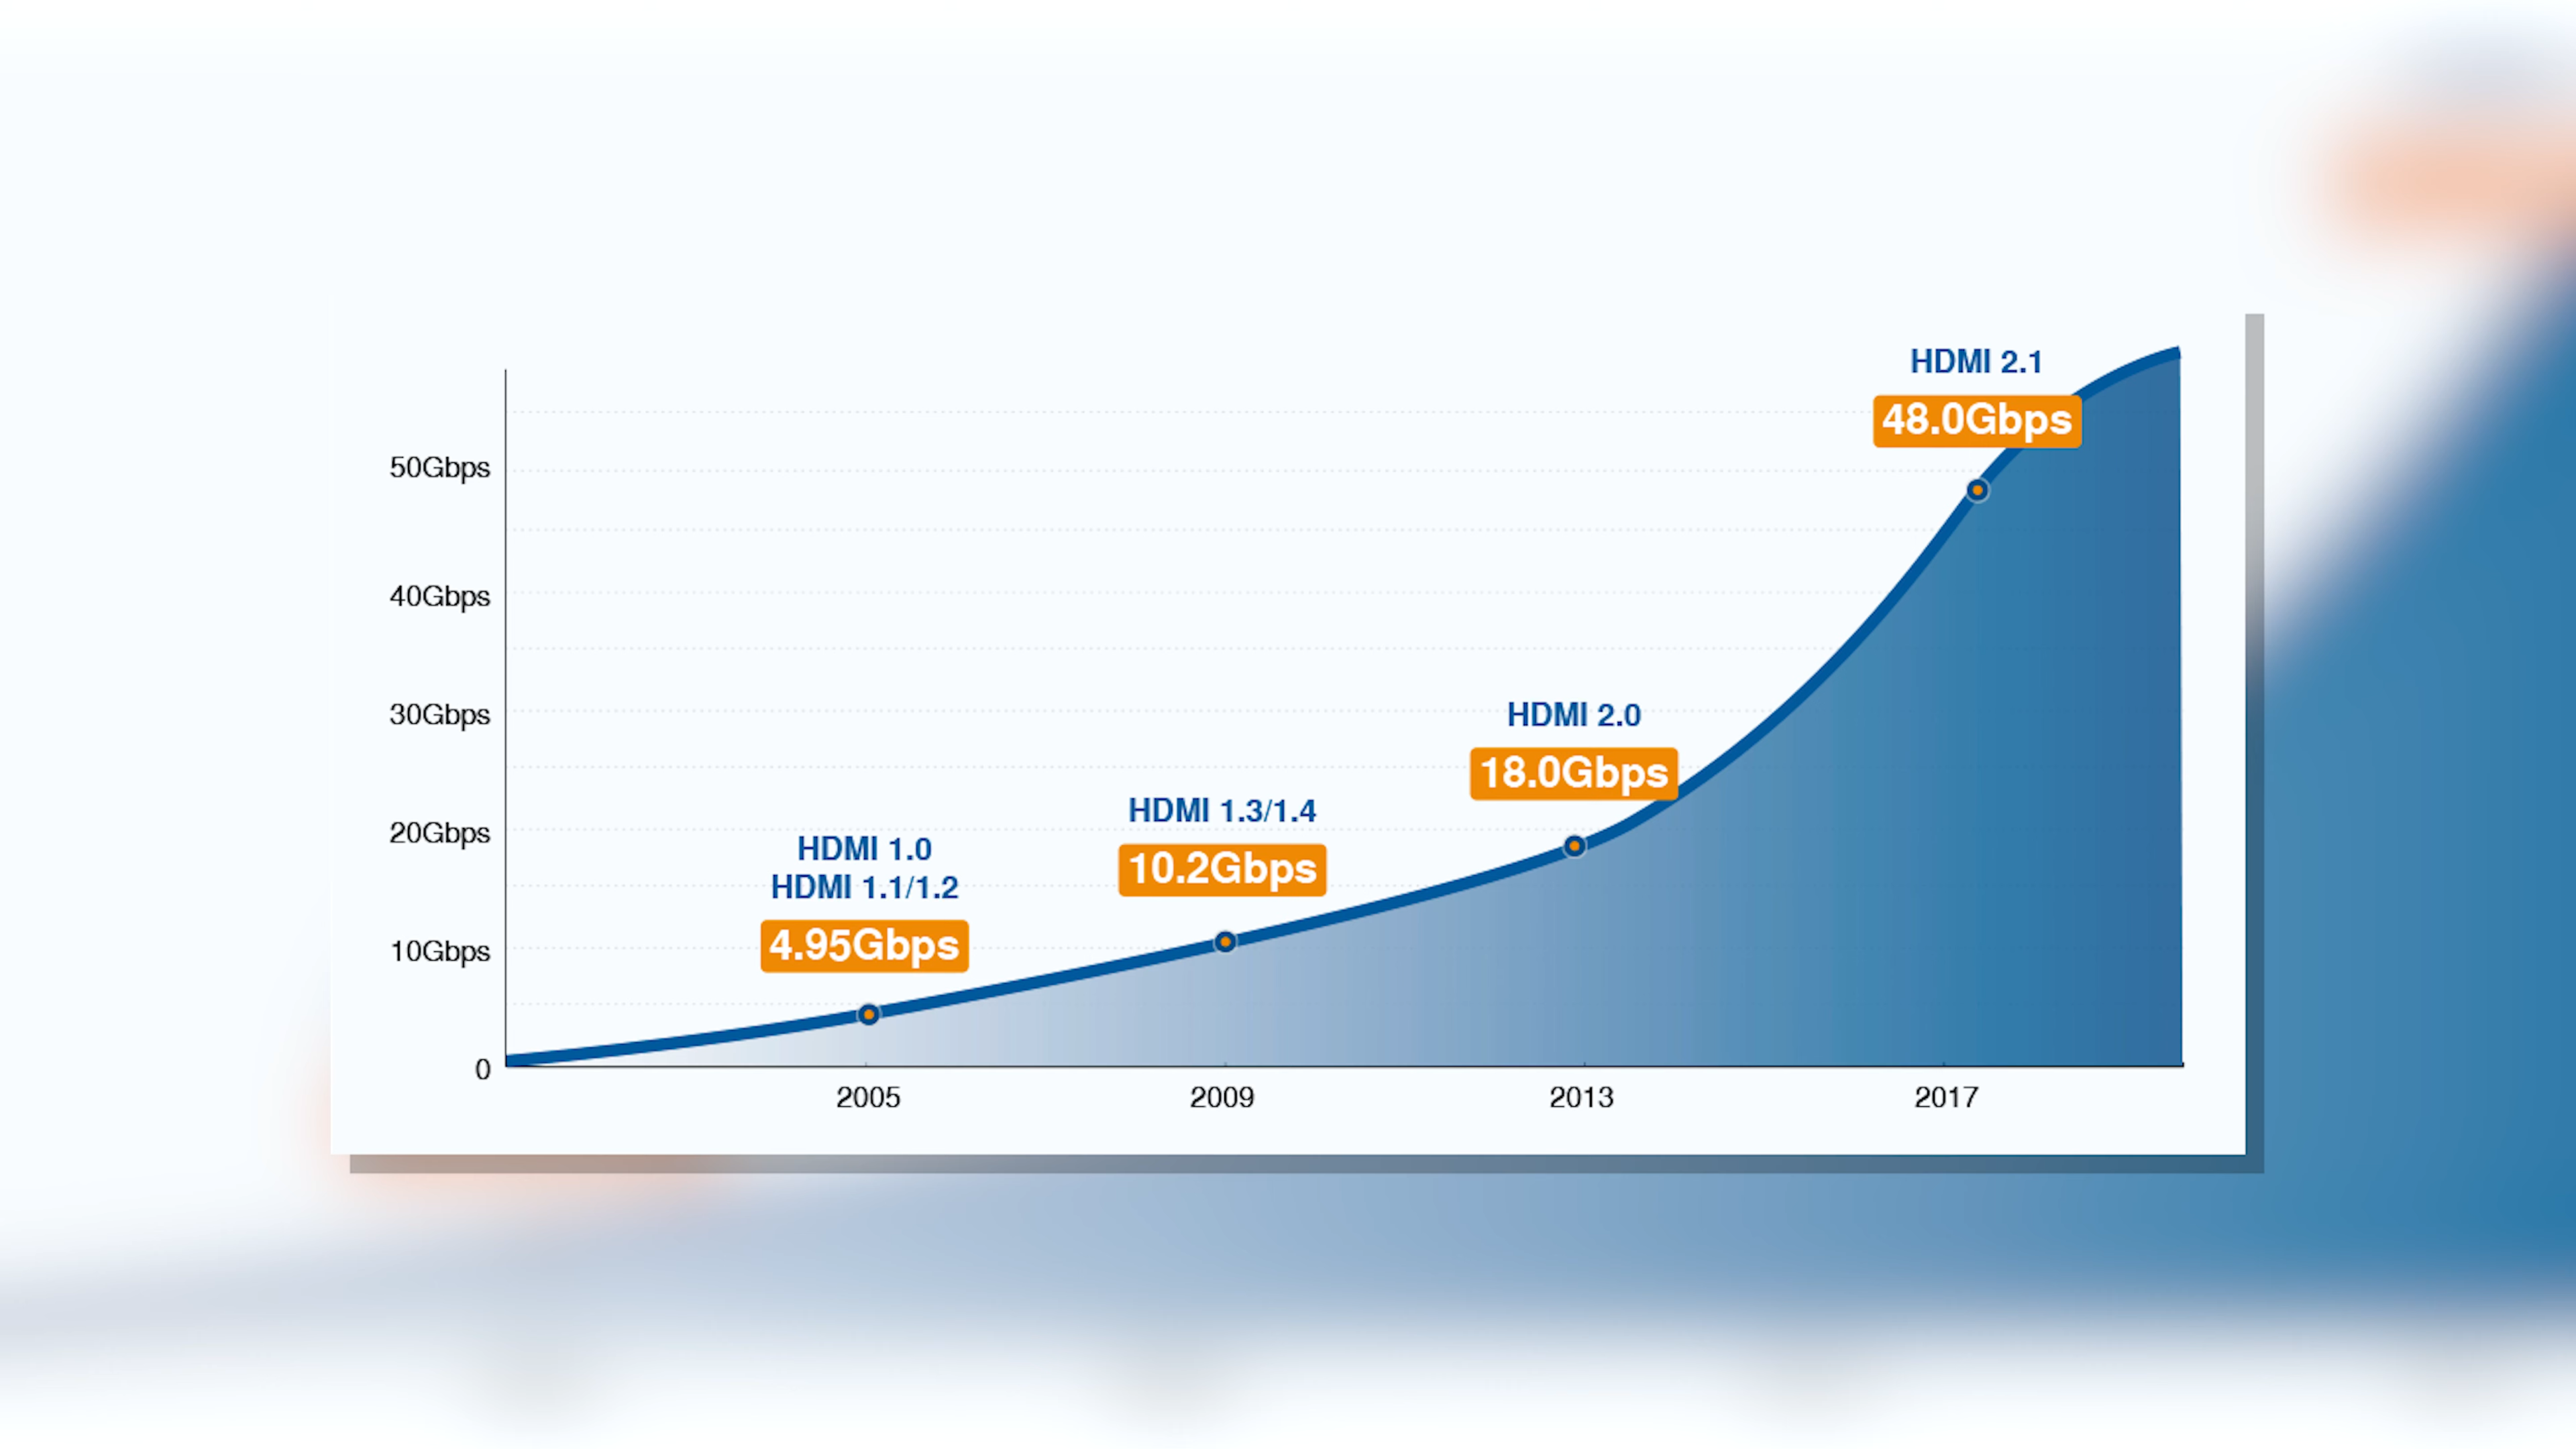 HDMI 2.1
48.0Gbps
50Gbps
40Gbps
30Gbps
HDMI 2.0
18.0Gbps
HDMI 1.3/1.4
10.2Gbps
20Gbps
HDMI 1.0
HDMI 1.1/1.2
4.95Gbps
10Gbps
0
2005
2009
2013
2017